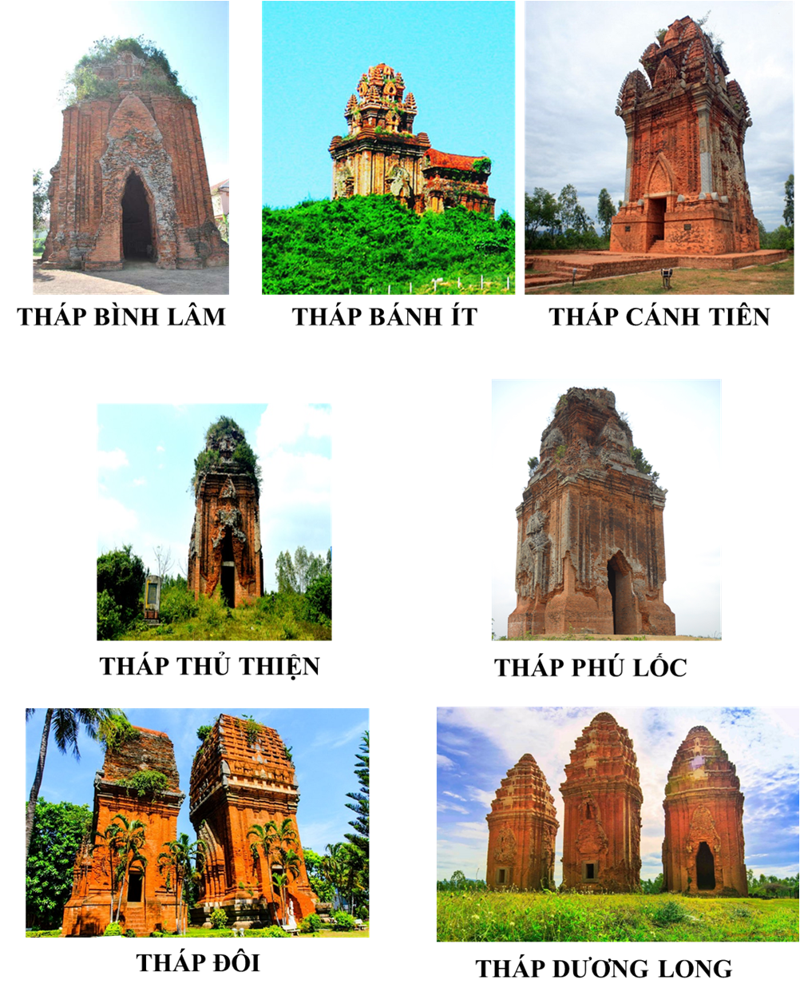 THÁP BÌNH LÂM
THÁP BÁNH ÍT
THÁP CÁNH TIÊN
THÁP THỦ THIỆN
THÁP PHÚ LỐC
THÁP ĐÔI
THÁP DƯƠNG LONG